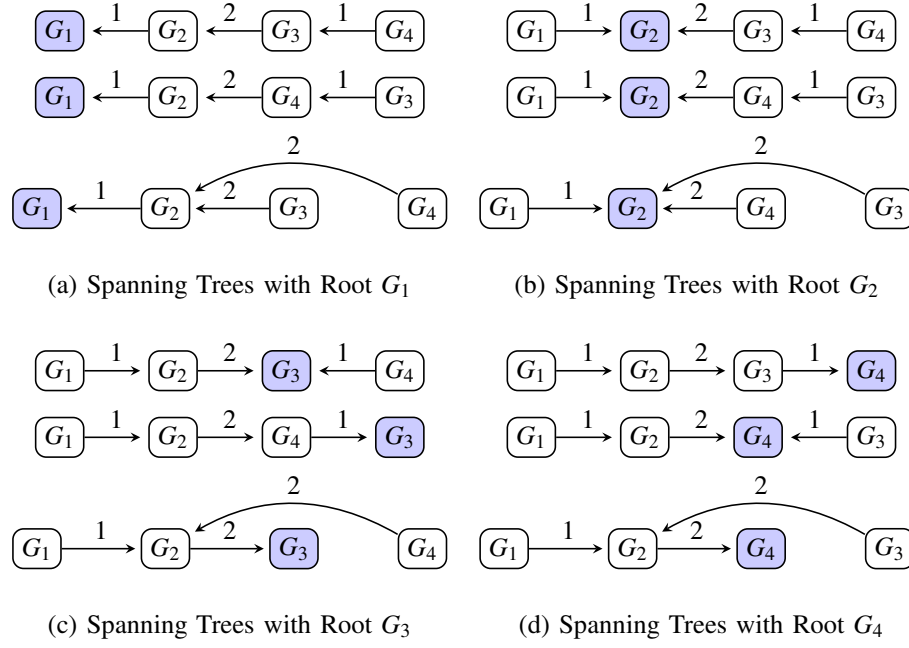 1 2 1
G1 G2 G3 G4
1 2 1
G1 G2 G4 G3
2
1 2
G1 G2 G3 G4
(a) Spanning Trees with Root G1
1 2 1
G1 G2 G3 G4
1 2 1
G1 G2 G4 G3
2
1 2
G1 G2 G4 G3
(b) Spanning Trees with Root G2
1 2 1
G1 G2 G3 G4
1 2 1
G1 G2 G4 G3
2
1 2
G1 G2 G3 G4
(c) Spanning Trees with Root G3
1 2 1
G1 G2 G3 G4
1 2 1
G1 G2 G4 G3
2
1 2
G1 G2 G4 G3
(d) Spanning Trees with Root G4